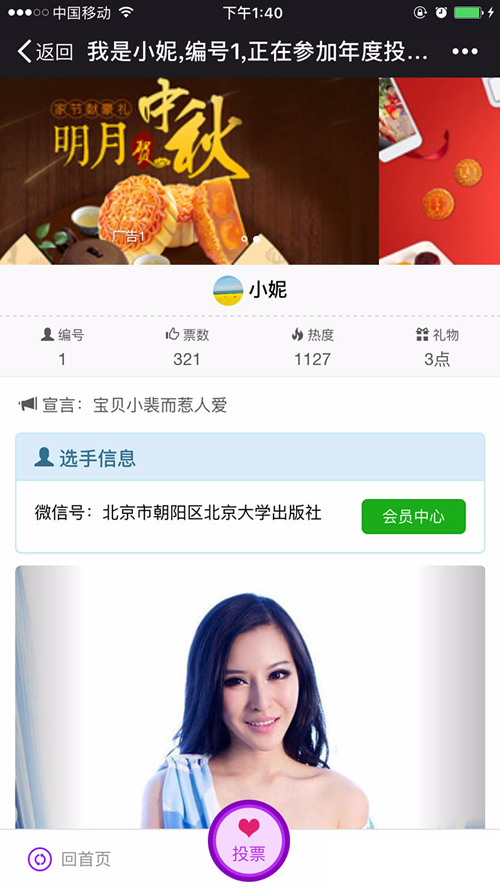 中国移动
下午1:40
返回
我是小妮,编号1,正在参加年度投...
家节献豪礼
中秋
明月
贺
广告1
小妮
编号
票数
热度
礼物
1
321
1127
3点
宣言：宝贝小裴而惹人爱
选手信息
微信号：北京市朝阳区北京大学出版社
会员中心
回首页
投票